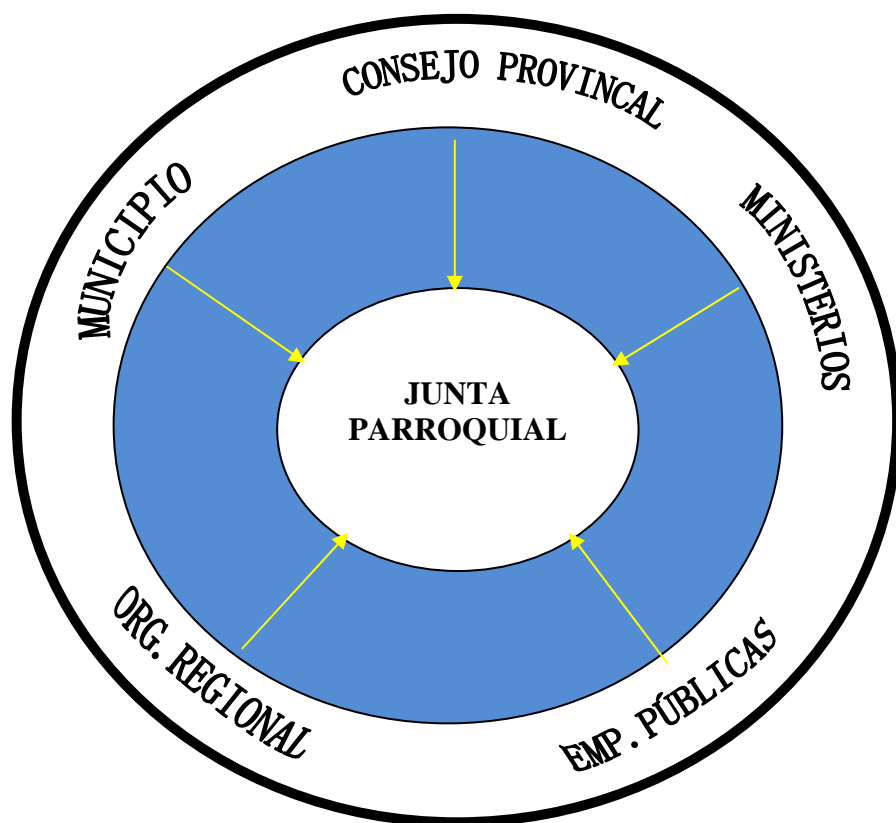 CONSEJO PROVINCAL
MUNICIPIO
MINISTERIOS
JUNTA
PARROQUIAL
ORG. REGIONAL
EMP. PÚBLICAS